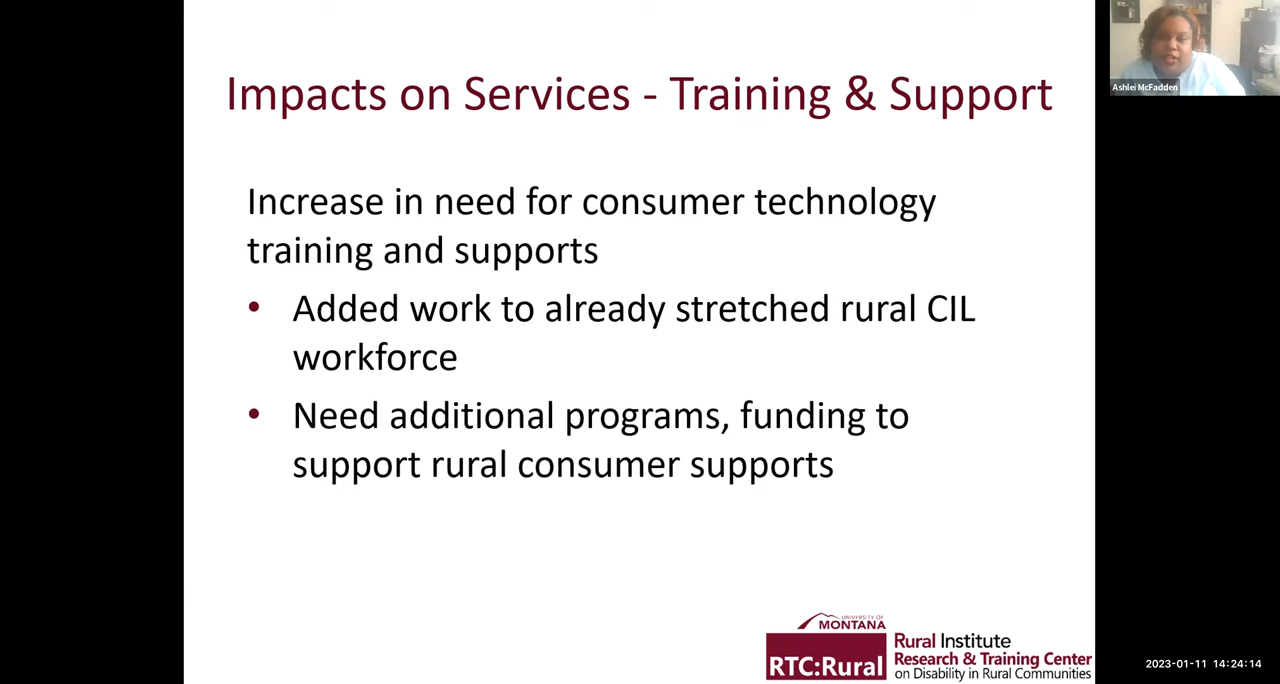 Impacts on Services - Training & Support
Ashlei McFadden
Increase in need for consumer technology
training and supports
• Added work to already stretched rural CIL
workforce
• Need additional programs, funding to
support rural consumer supports
UNIVERSITY OF
MONTANA
RTC:Rural
Rural Institute
Research & Training Center
on Disability in Rural Communities
2023-01-11 14:24:14